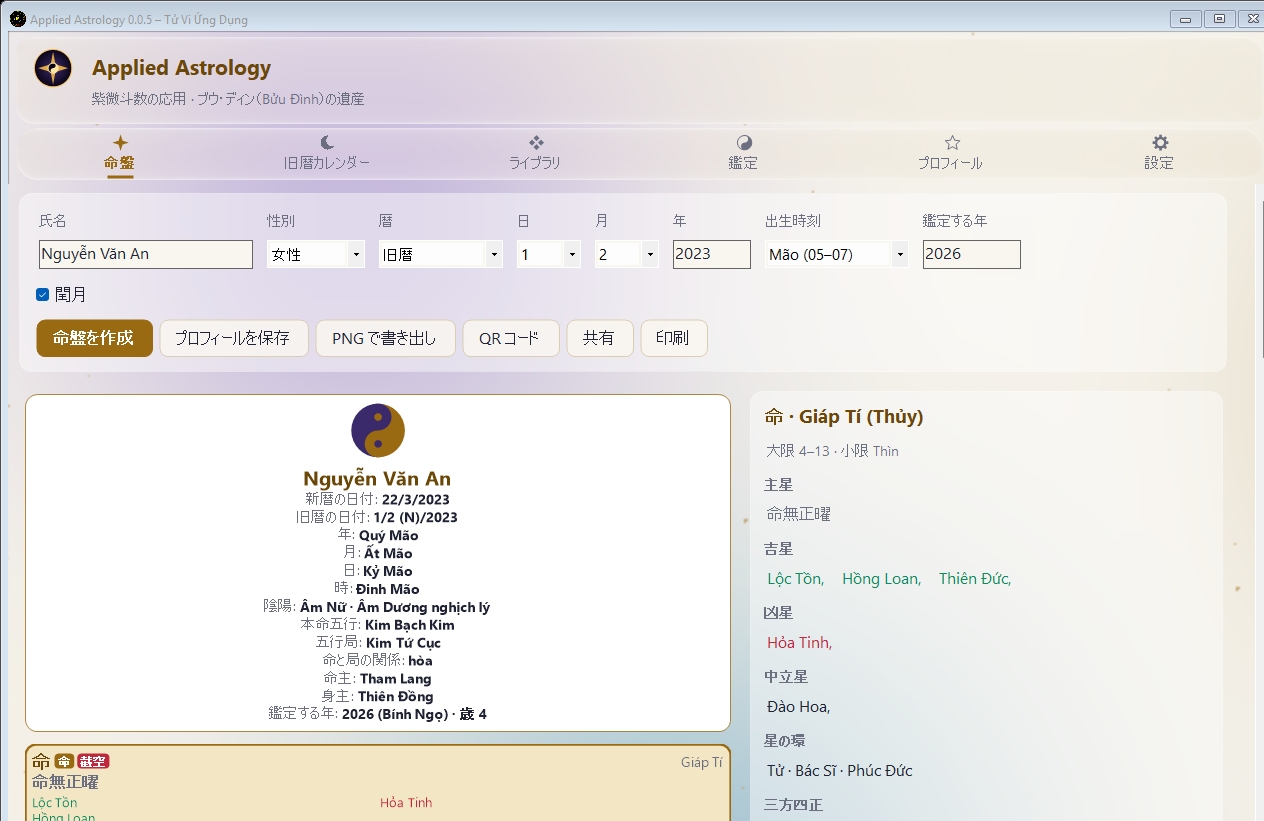 Applied Astrology 0.0.5 – Tử Vi Ứng Dụng
Applied Astrology
紫微斗数の応用 · ブウ・ディン(Bửu Đình)の遺産
命盤
旧暦カレンダー
ライブラリ
鑑定
プロフィール
設定
氏名 性別 暦 日 月 年 出生時刻 鑑定する年
Nguyễn Văn An 女性 旧暦 1 2 2023 Mão (05–07) 2026
閏月
命盤を作成 プロフィールを保存 PNG で書き出し QR コード 共有 印刷
Nguyễn Văn An
新暦の日付: 22/3/2023
旧暦の日付: 1/2 (N)/2023
年: Quý Mão
月: Ất Mão
日: Kỷ Mão
時: Đinh Mão
陰陽: Âm Nữ · Âm Dương nghịch lý
本命五行: Kim Bạch Kim
五行局: Kim Tứ Cục
命と局の関係: hòa
命主: Tham Lang
身主: Thiên Đồng
鑑定する年: 2026 (Bính Ngọ) · 歳 4
命 命 截空 Giáp Tí
命無正曜
Lộc Tồn Hỏa Tinh
Hồng Loan
命 · Giáp Tí (Thủy)
大限 4–13 · 小限 Thìn
主星
命無正曜
吉星
Lộc Tồn, Hồng Loan, Thiên Đức,
凶星
Hỏa Tinh,
中立星
Đào Hoa,
星の環
Tử · Bác Sĩ · Phúc Đức
三方四正